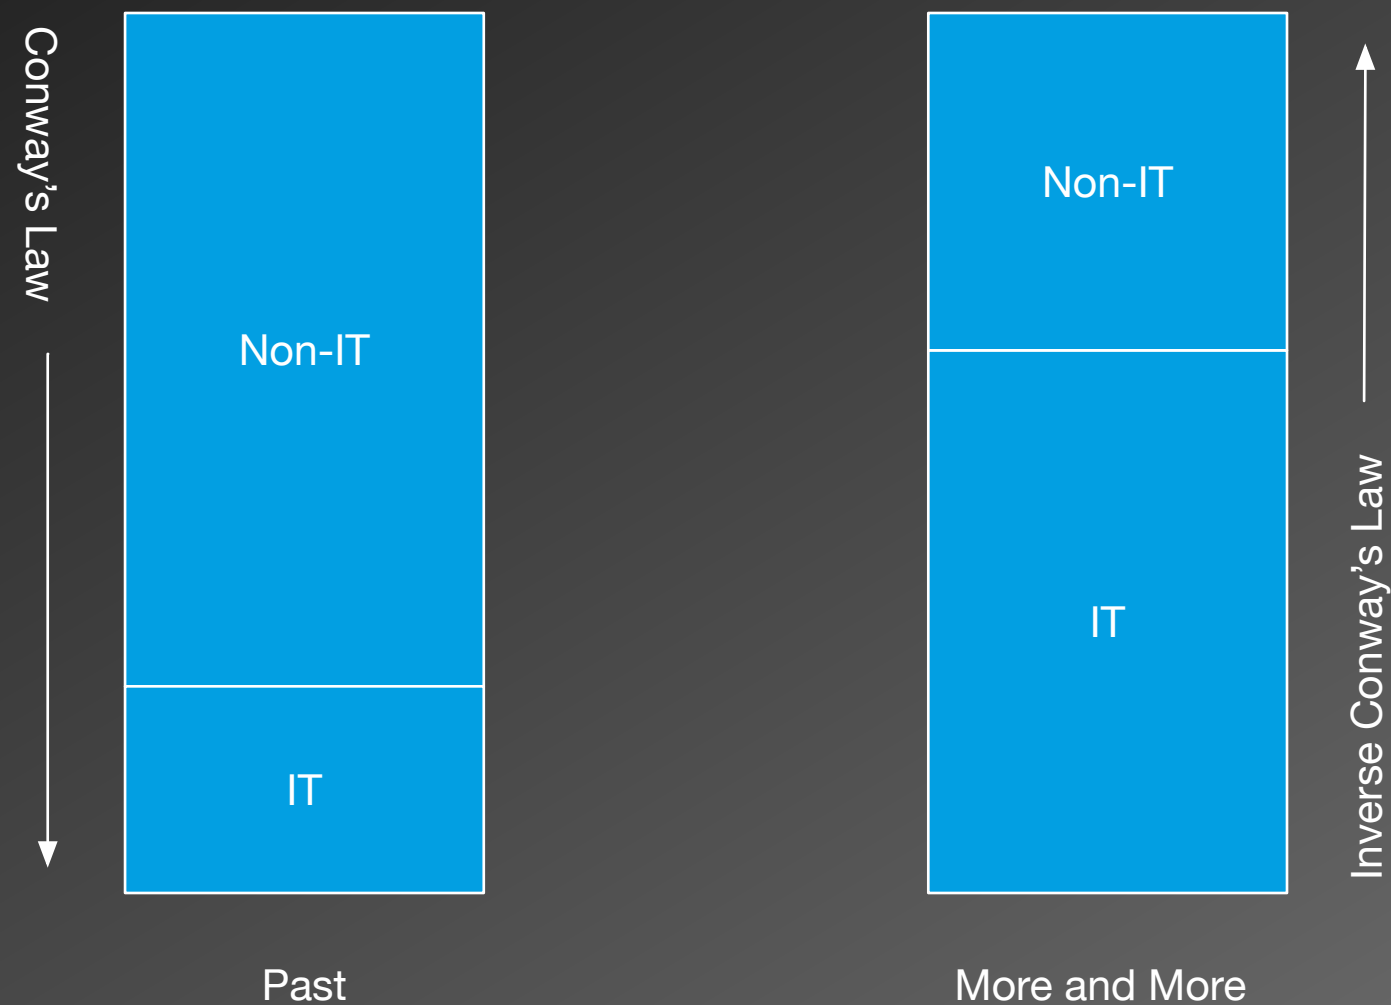 Conway’s Law
Non-IT
IT
Past
Non-IT
IT
More and More
Inverse Conway’s Law